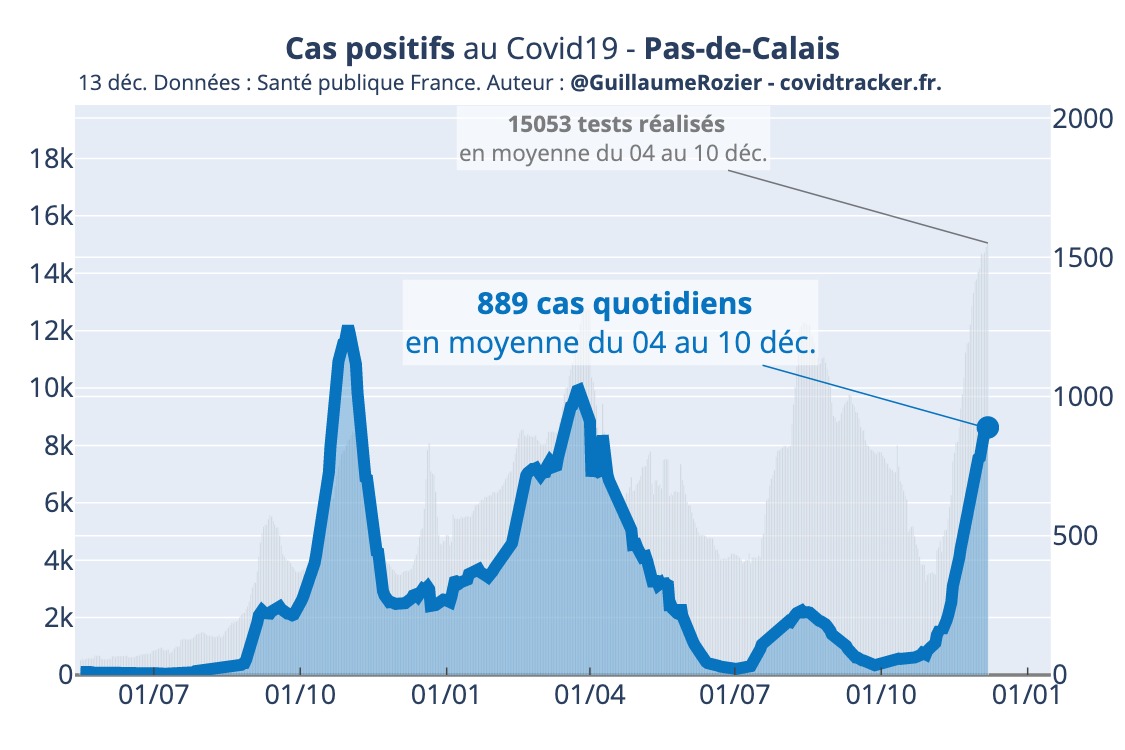 Cas positifs au Covid19 - Pas-de-Calais
13 déc. Données : Santé publique France. Auteur : @GuillaumeRozier - covidtracker.fr.
15053 tests réalisés
en moyenne du 04 au 10 déc.
889 cas quotidiens
en moyenne du 04 au 10 déc.
18k
16k
14k
12k
10k
8k
6k
4k
2k
0
2000
1500
1000
500
0
01/07
01/10
01/01
01/04
01/07
01/10
01/01